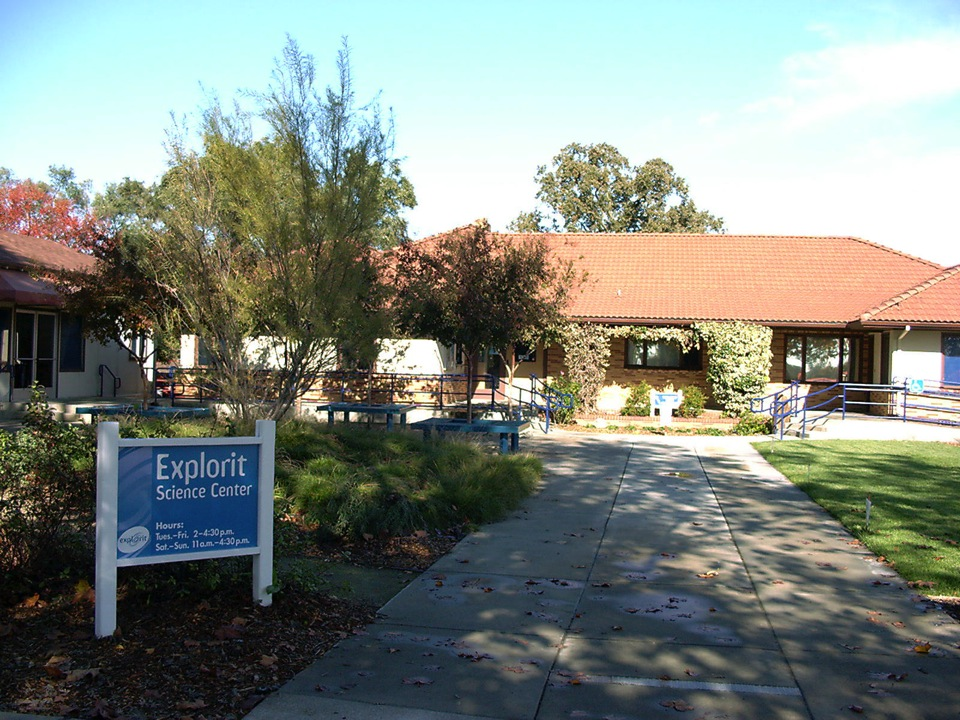 Explorit
Science Center
Hours:
Tues.–Fri. 2–4:30 p.m.
Sat.–Sun. 11 a.m.–4:30 p.m.
explorit